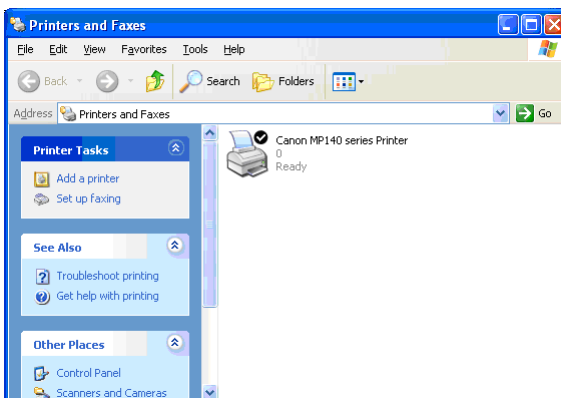 Printers and Faxes
File Edit View Favorites Tools Help
Back Search Folders
Address Printers and Faxes Go
Printer Tasks
Add a printer
Set up faxing
See Also
Troubleshoot printing
Get help with printing
Other Places
Control Panel
Scanners and Cameras
Canon MP140 series Printer
0
Ready